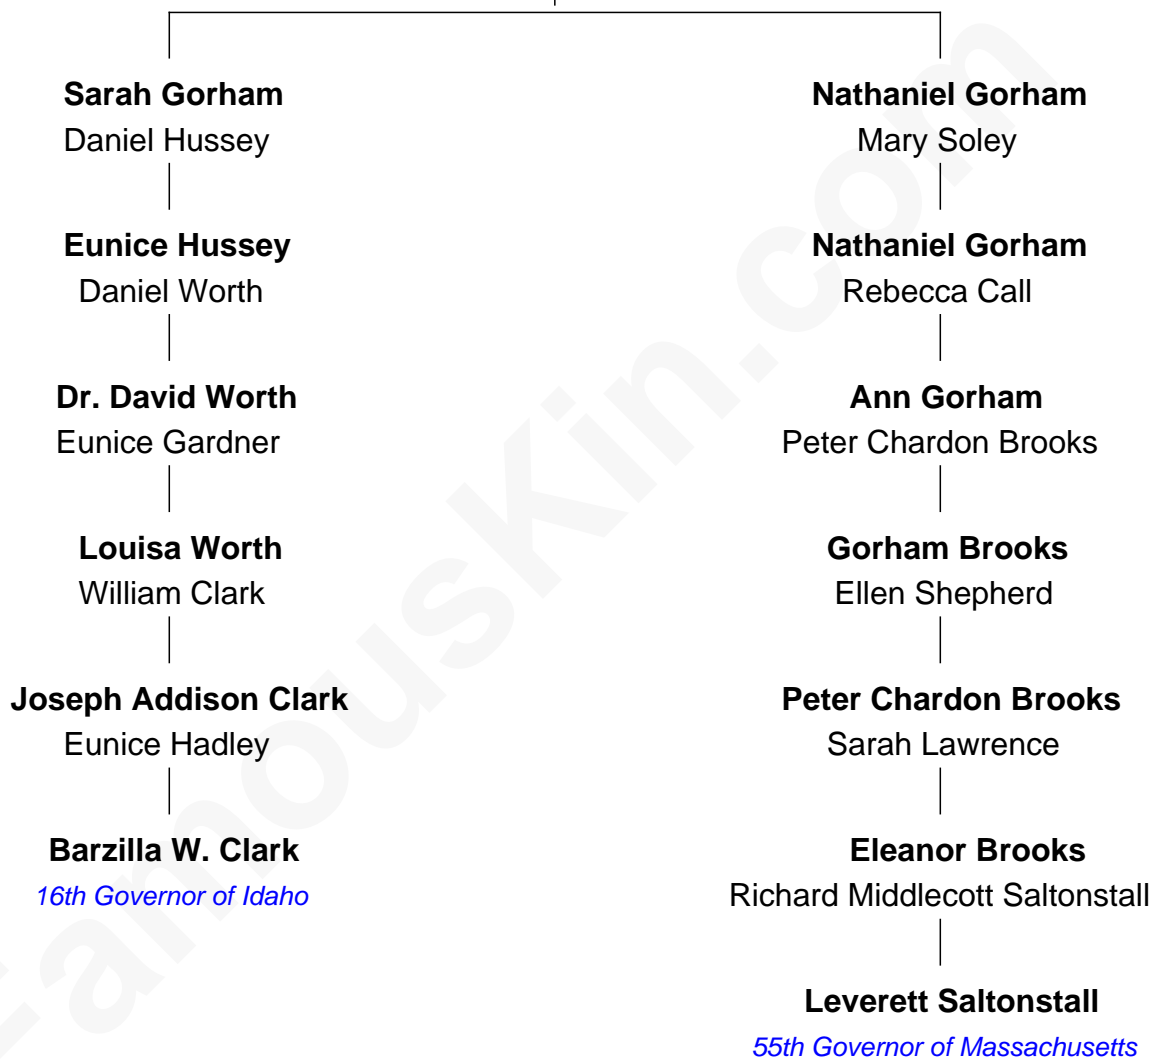 Sarah Gorham
Daniel Hussey
Eunice Hussey
Daniel Worth
Dr. David Worth
Eunice Gardner
Louisa Worth
William Clark
Joseph Addison Clark
Eunice Hadley
Barzilla W. Clark
16th Governor of Idaho
Nathaniel Gorham
Mary Soley
Nathaniel Gorham
Rebecca Call
Ann Gorham
Peter Chardon Brooks
Gorham Brooks
Ellen Shepherd
Peter Chardon Brooks
Sarah Lawrence
Eleanor Brooks
Richard Middlecott Saltonstall
Leverett Saltonstall
55th Governor of Massachusetts
FamousKin.com